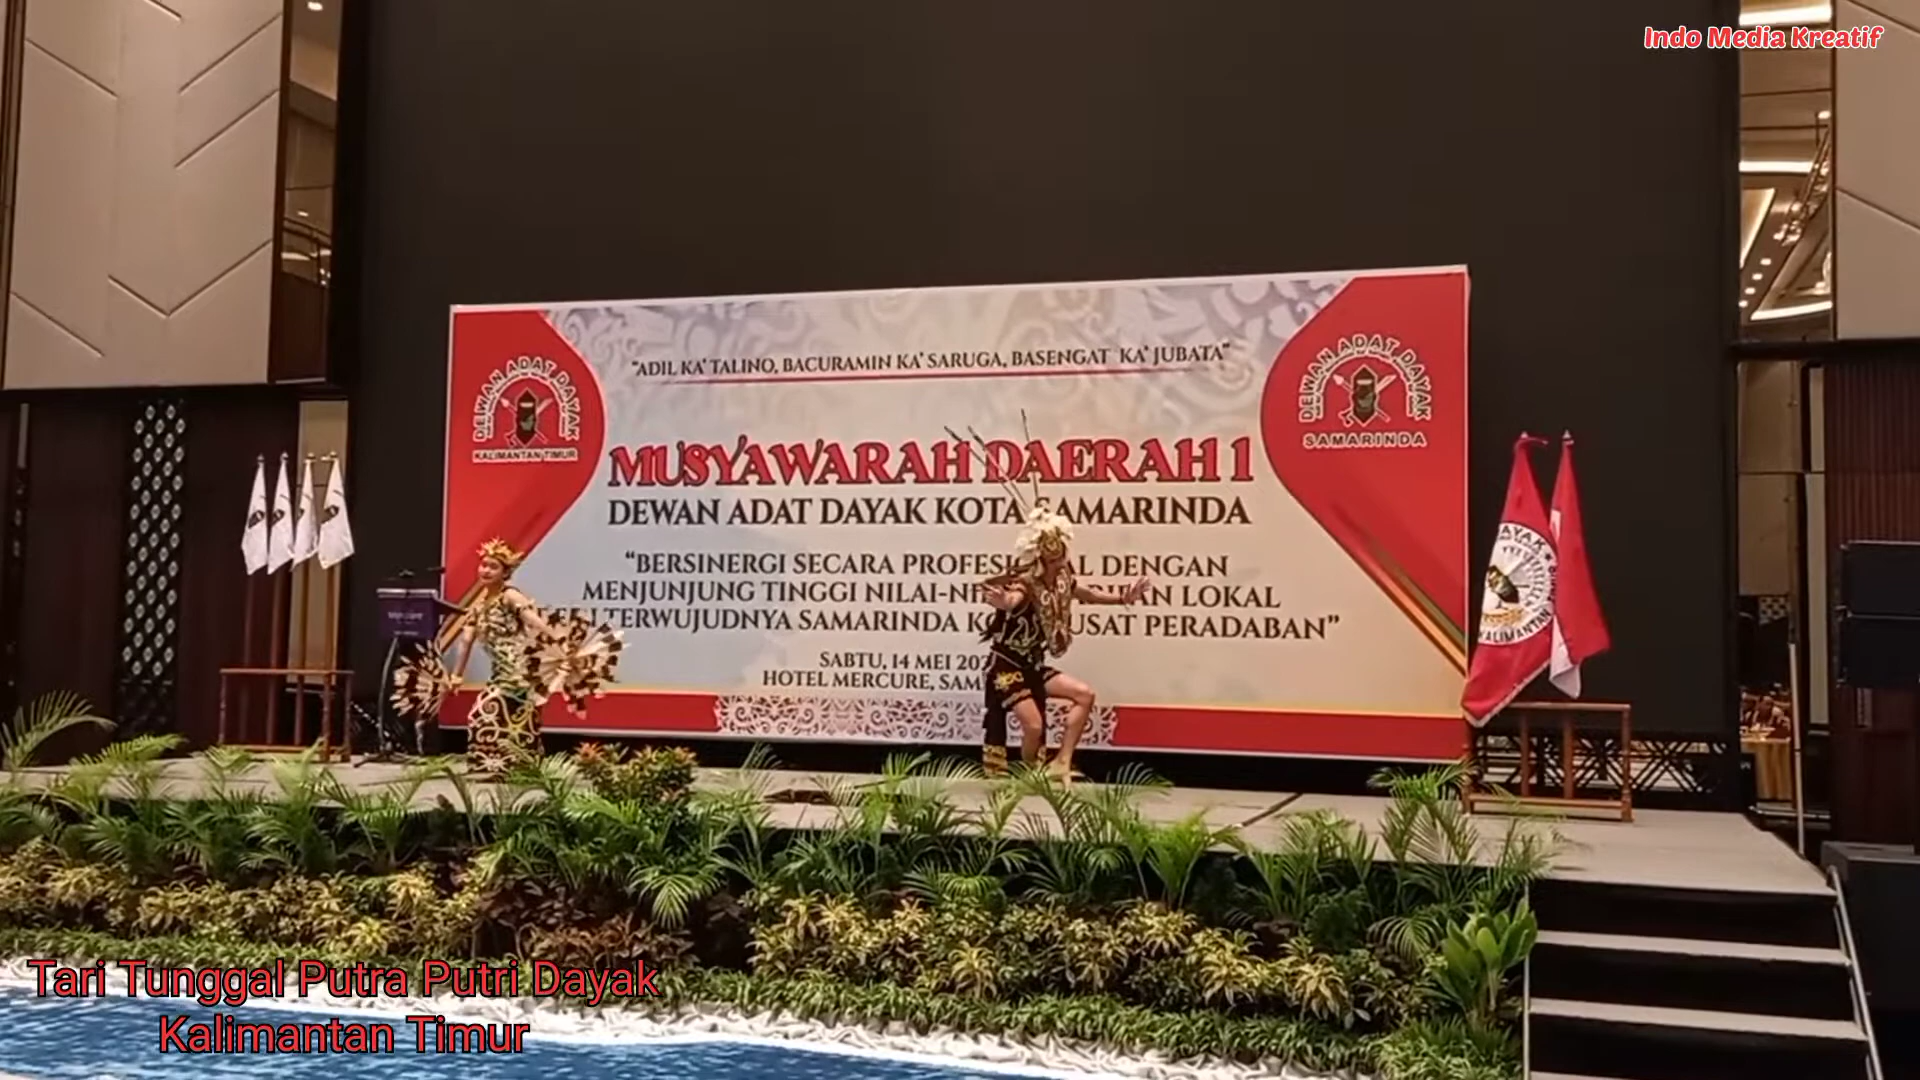 Indo Media Kreatif
"ADIL KA' TALINO, BACURAMIN KA' SARUGA, BASENGAT KA' JUBATA"
DEWAN ADAT DAYAK
KALIMANTAN TIMUR
DEWAN ADAT DAYAK
SAMARINDA
MUSYAWARAH DAERAH 1
DEWAN ADAT DAYAK KOTA SAMARINDA
"BERSINERGI SECARA DENGAN
MENJUNJUNG TINGGI LOKAL
TERWUJUDNYA SAMARINDA PERADABAN"
SABTU, 14 MEI
HOTEL MERCURE,
KALIMANTAN
Tari Tunggal Putra Putri Dayak
Kalimantan Timur